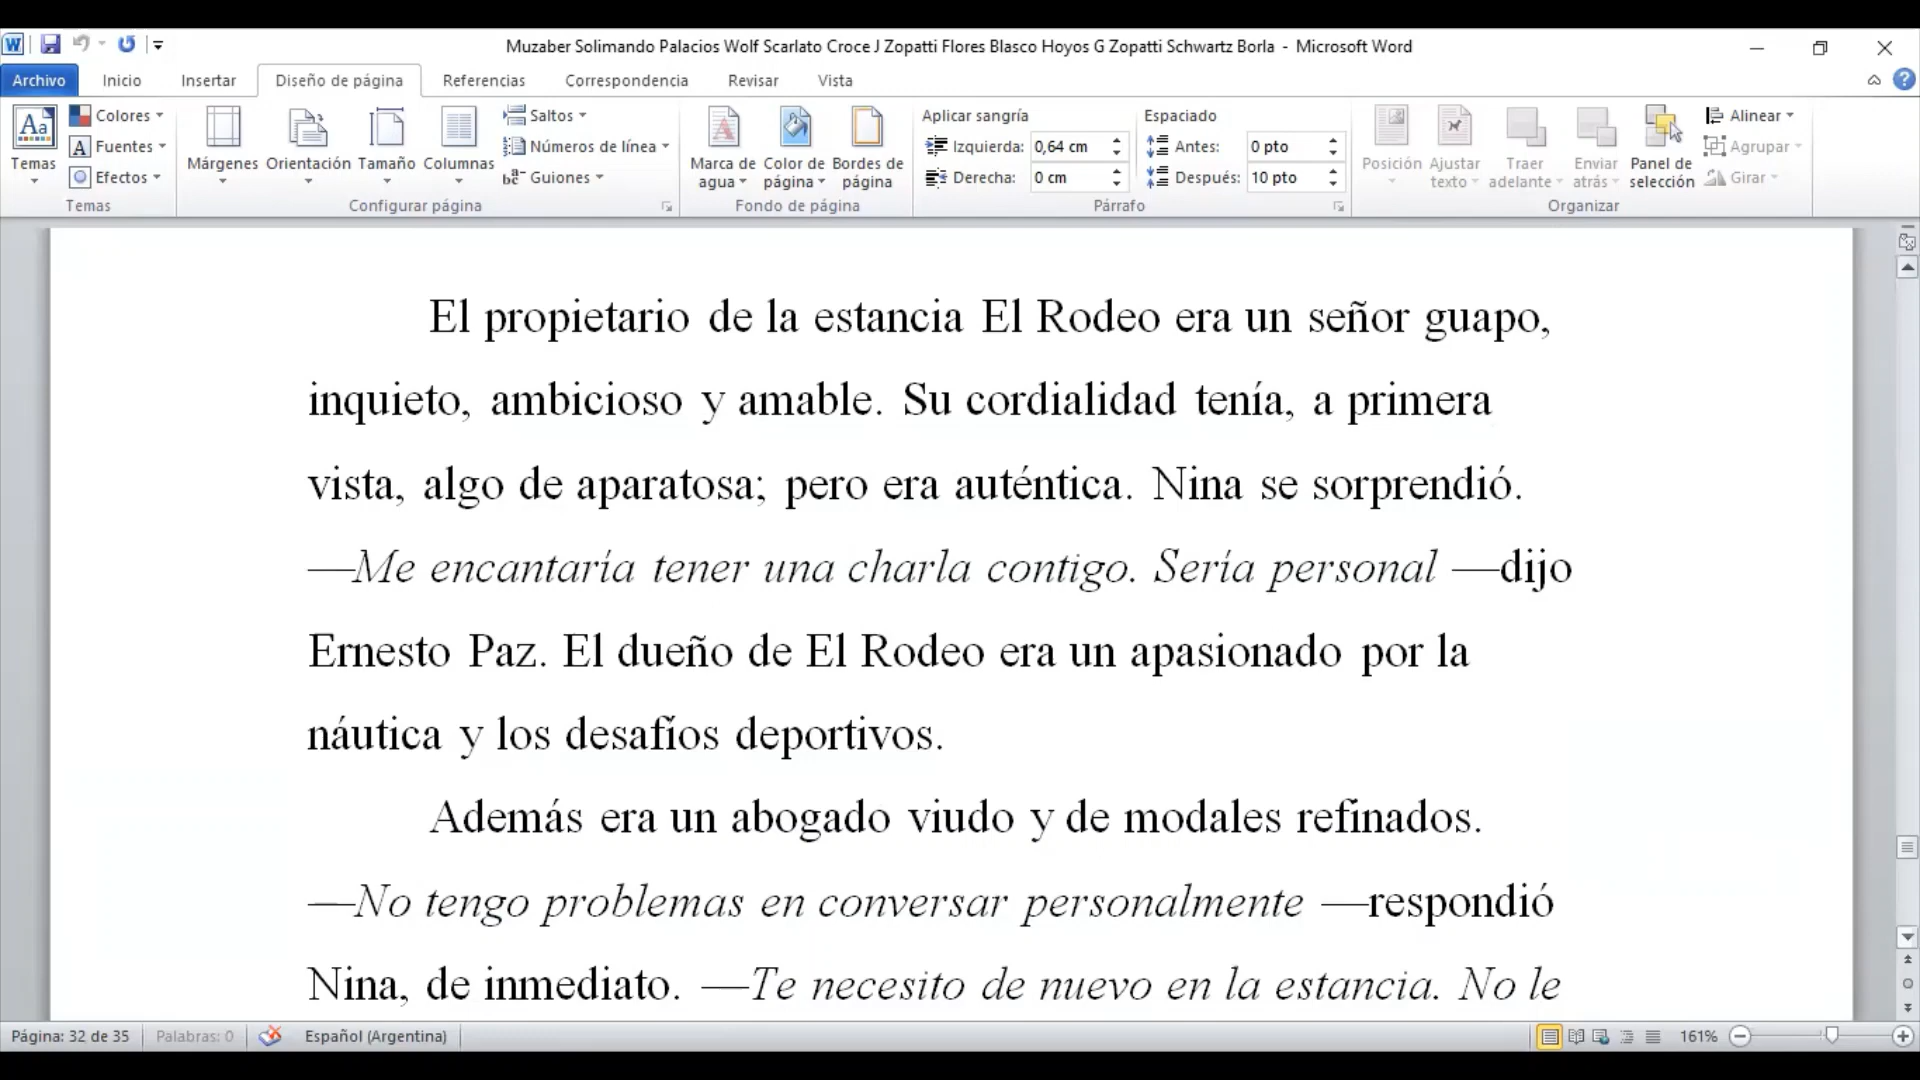 Muzaber Solimando Palacios Wolf Scarlato Croce J Zopatti Flores Blasco Hoyos G Zopatti Schwartz Borla - Microsoft Word
Archivo Inicio Insertar Diseño de página Referencias Correspondencia Revisar Vista
Temas
Colores
Fuentes
Efectos
Temas
Márgenes Orientación Tamaño Columnas
Saltos
Números de línea
Guiones
Configurar página
Marca de agua
Color de página
Bordes de página
Fondo de página
Aplicar sangría
Izquierda: 0,64 cm
Derecha: 0 cm
Espaciado
Antes: 0 pto
Después: 10 pto
Párrafo
Posición
Ajustar texto
Traer adelante
Enviar atrás
Panel de selección
Alinear
Agrupar
Girar
Organizar
El propietario de la estancia El Rodeo era un señor guapo,
inquieto, ambicioso y amable. Su cordialidad tenía, a primera
vista, algo de aparatosa; pero era auténtica. Nina se sorprendió.
—Me encantaría tener una charla contigo. Sería personal —dijo
Ernesto Paz. El dueño de El Rodeo era un apasionado por la
náutica y los desafíos deportivos.
Además era un abogado viudo y de modales refinados.
—No tengo problemas en conversar personalmente —respondió
Nina, de inmediato. —Te necesito de nuevo en la estancia. No le
Página: 32 de 35 Palabras: 0 Español (Argentina) 161%